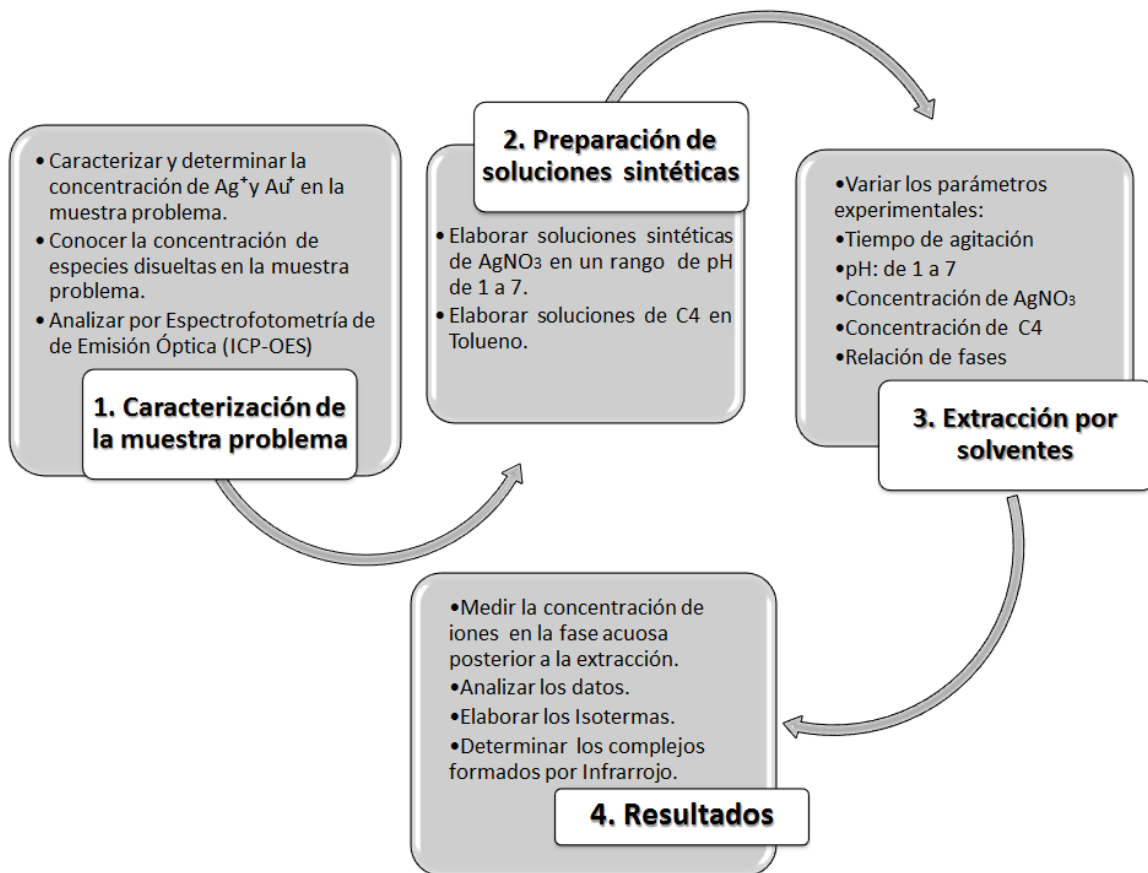 • Caracterizar y determinar la
concentración de Ag⁺y Au⁺ en la
muestra problema.
• Conocer la concentración de
especies disueltas en la muestra
problema.
• Analizar por Espectrofotometría de
de Emisión Óptica (ICP-OES)
1. Caracterización de
la muestra problema
2. Preparación de
soluciones sintéticas
• Elaborar soluciones sintéticas
de AgNO₃ en un rango de pH
de 1 a 7.
• Elaborar soluciones de C4 en
Tolueno.
•Variar los parámetros
experimentales:
•Tiempo de agitación
•pH: de 1 a 7
•Concentración de AgNO₃
•Concentración de C4
•Relación de fases
3. Extracción por
solventes
•Medir la concentración de
iones en la fase acuosa
posterior a la extracción.
•Analizar los datos.
•Elaborar los Isotermas.
•Determinar los complejos
formados por Infrarrojo.
4. Resultados